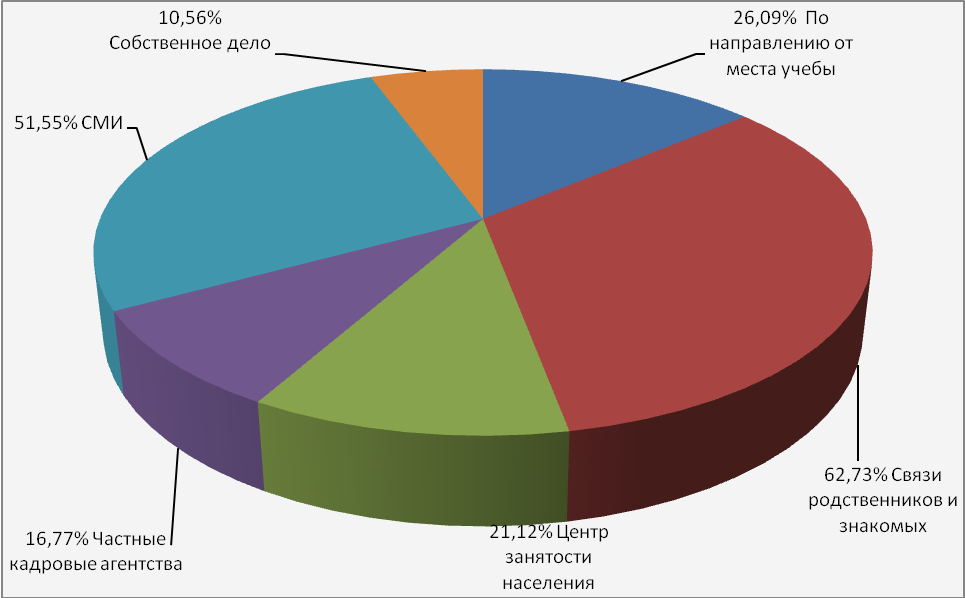 10,56%
Собственное дело
26,09%  По
направлению от
места учебы
51,55% СМИ
62,73% Связи
родственников и
знакомых
21,12% Центр
занятости
населения
16,77% Частные
кадровые агентства